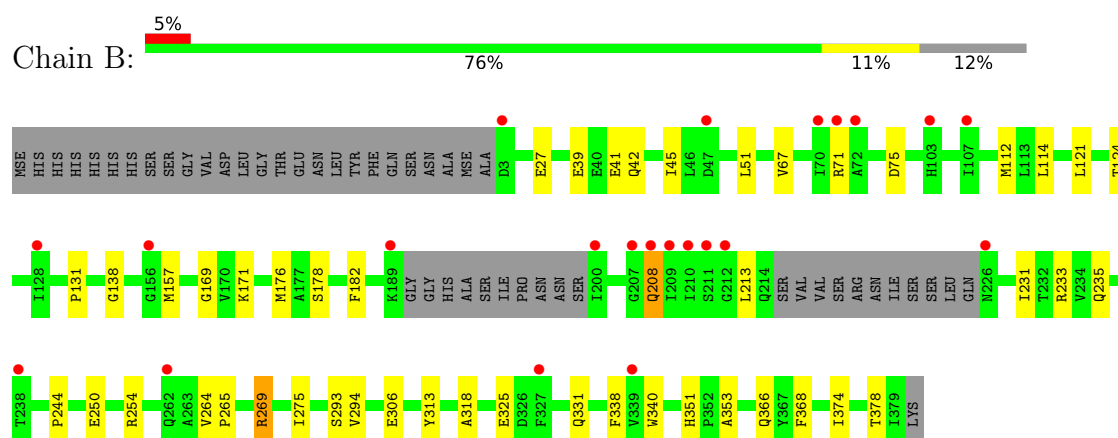 5%
Chain B:
76% 11% 12%
MSE HIS HIS HIS HIS HIS HIS SER SER GLY VAL ASP LEU GLY THR GLU ASN LEU TYR PHE GLN SER ASN ALA MSE ALA D3 E27 E39 E40 E41 Q42 I45 L46 D47 L51 V67 I70 R71 A72 D75 H103 I107 M112 L113 L114 L121 T124
I128 P131 G138 G156 M157 G169 V170 K171 M176 A177 S178 F182 K189 GLY GLY HIS ALA SER ILE PRO ASN ASN SER I200 G207 Q208 I209 I210 S211 G212 L213 Q214 SER VAL VAL SER ARG ASN ILE SER SER LEU GLN N226 I231 T232 R233 V234 Q235
T238 P244 E250 R254 Q262 A263 V264 P265 R269 I275 S293 V294 E306 Y313 A318 E325 D326 F327 Q331 F338 V339 W340 H351 P352 A353 Q366 Y367 F368 I374 T378 I379 LYS